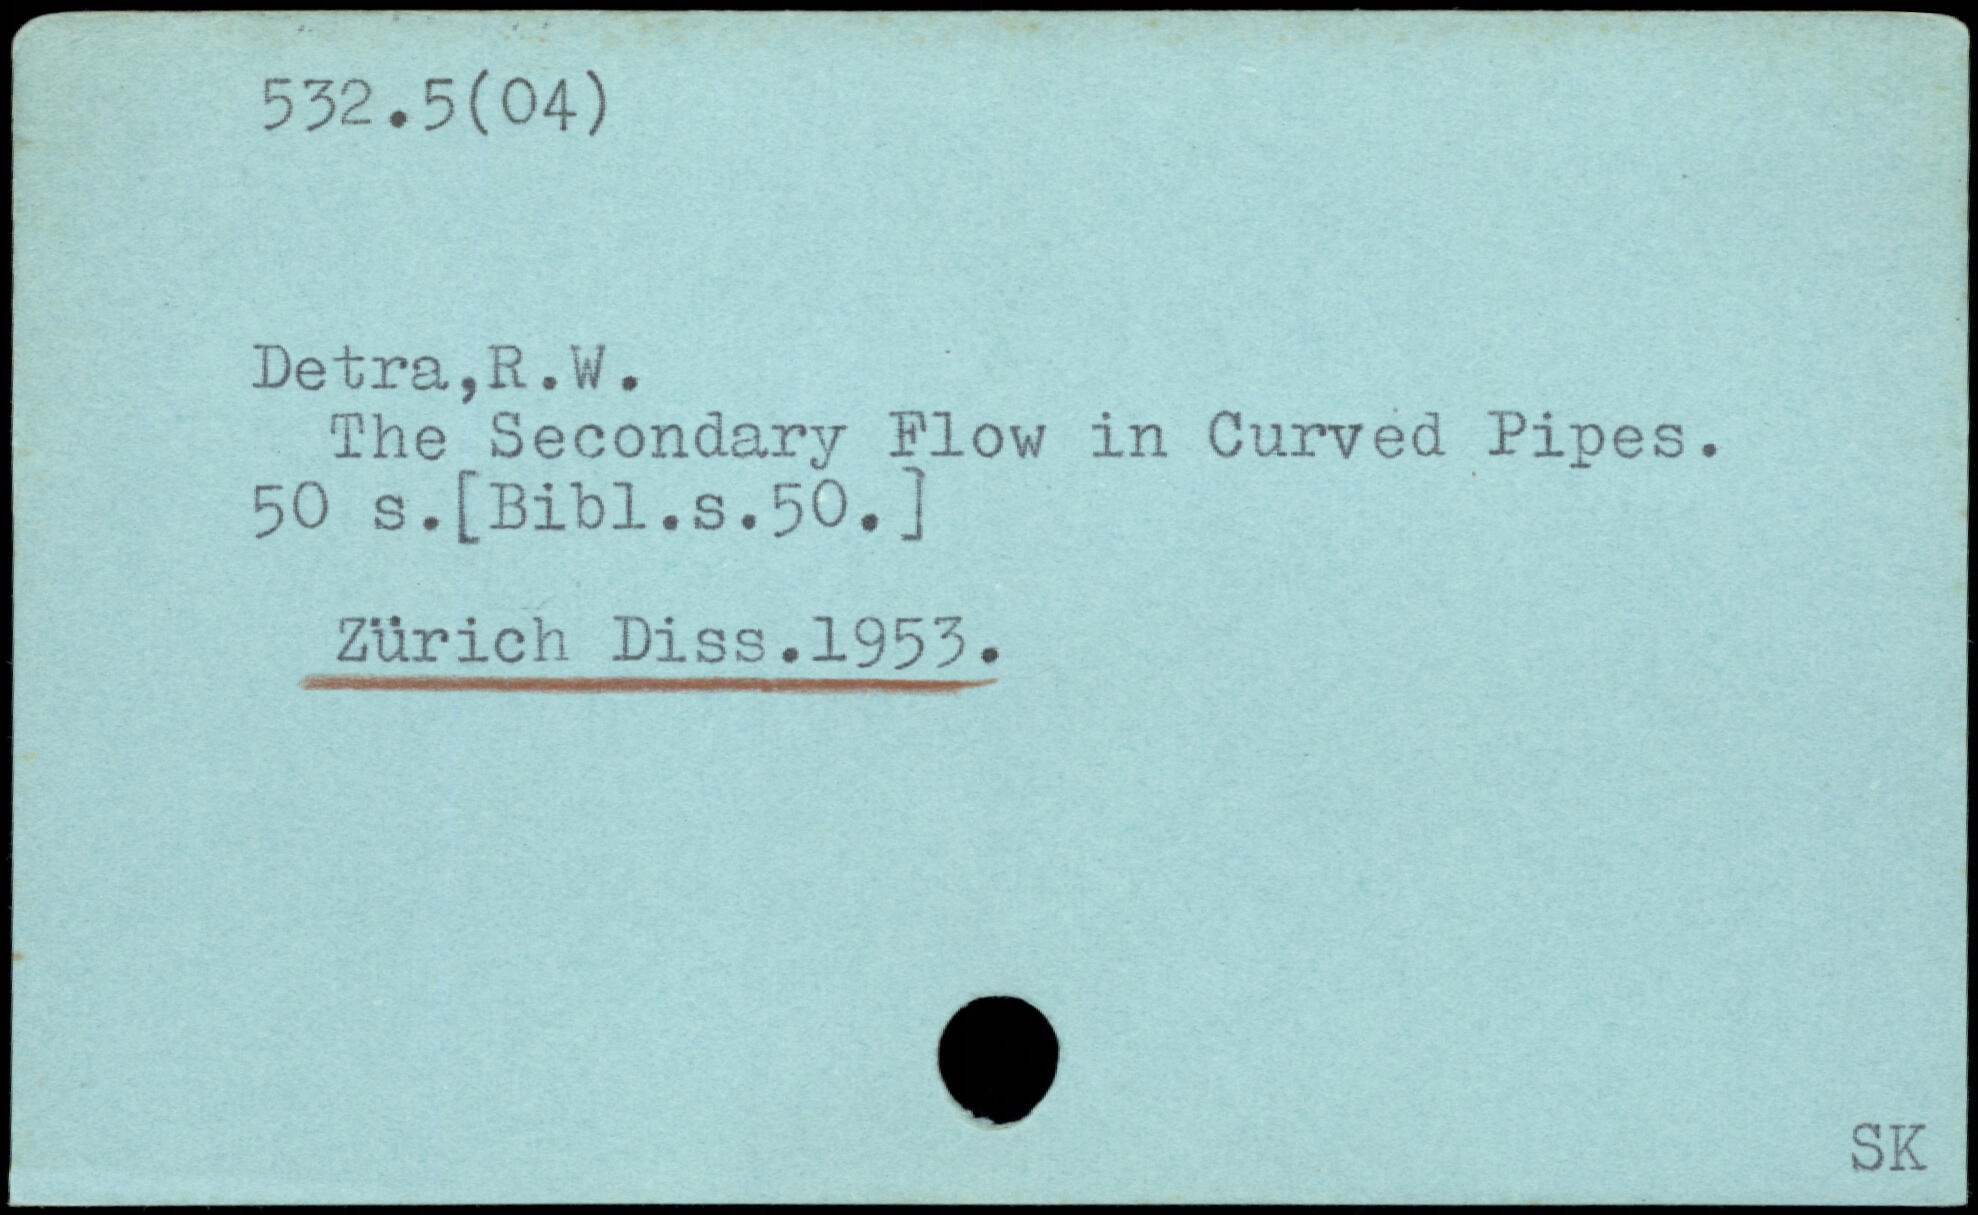 532.5(04)
Detra,R.W.
The Secondary Flow in Curved Pipes.
50 s.[Bibl.s.50.]
Zürich Diss.1953.
SK